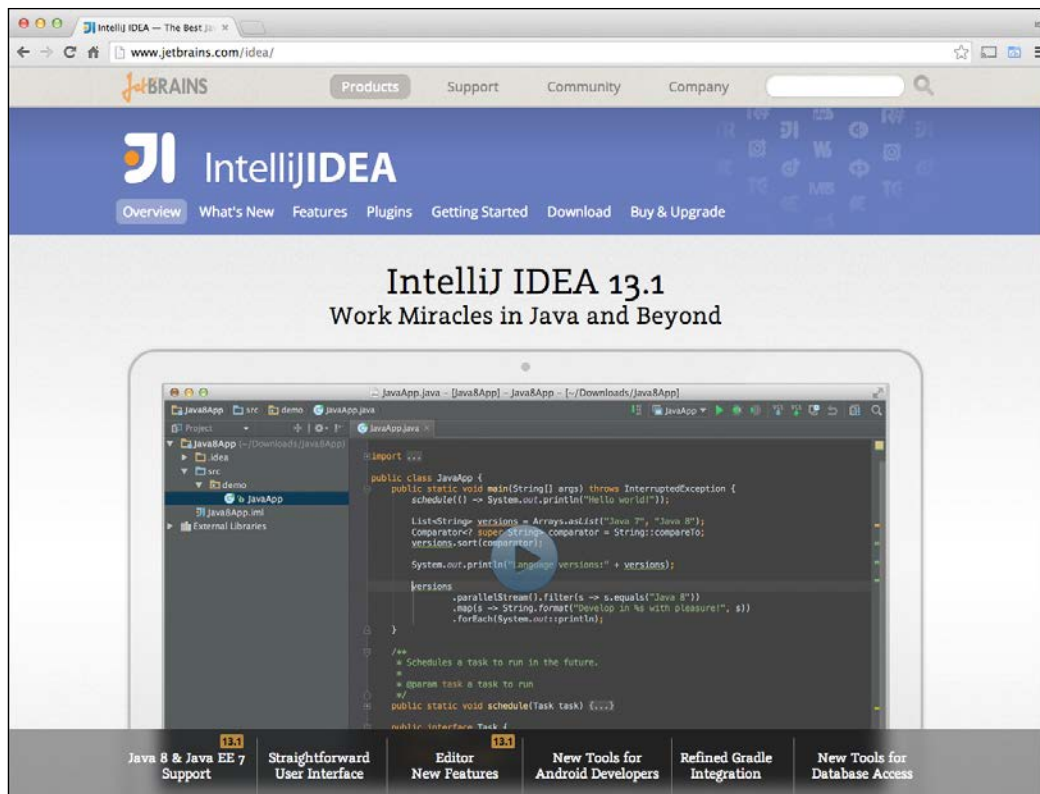 IntelliJ IDEA — The Best Ja
www.jetbrains.com/idea/
JetBRAINS
Products Support Community Company
JI IntelliJIDEA
Overview What's New Features Plugins Getting Started Download Buy & Upgrade
IntelliJ IDEA 13.1
Work Miracles in Java and Beyond
JavaApp.java - [Java8App] - Java8App - [~/Downloads/Java8App]
Java8App src demo JavaApp.java JavaApp
Project JavaApp.java
Java8App (~/Downloads/Java8App)
.idea
src
demo
JavaApp
Java8App.iml
External Libraries
import ...
public class JavaApp {
public static void main(String[] args) throws InterruptedException {
schedule(() -> System.out.println("Hello world!"));
List<String> versions = Arrays.asList("Java 7", "Java 8");
Comparator<? super String> comparator = String::compareTo;
versions.sort(comparator);
System.out.println("Language versions:" + versions);
versions
.parallelStream().filter(s -> s.equals("Java 8"))
.map(s -> String.format("Develop in %s with pleasure!", s))
.forEach(System.out::println);
}
/**
* Schedules a task to run in the future.
*
* @param task a task to run
*/
public static void schedule(Task task) {...}
public interface Task {
13.1
Java 8 & Java EE 7
Support
Straightforward
User Interface
13.1
Editor
New Features
New Tools for
Android Developers
Refined Gradle
Integration
New Tools for
Database Access